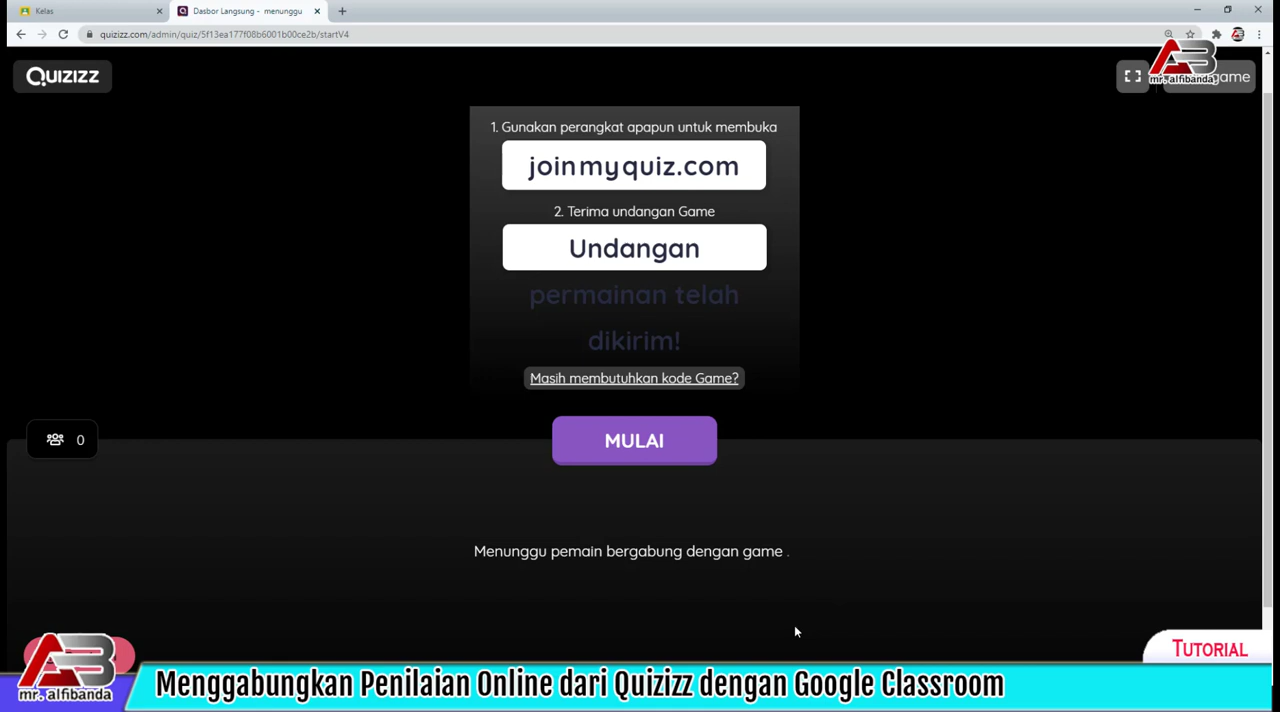 Kelas
Dasbor Langsung - menunggu
quizizz.com/admin/quiz/5f13ea177f08b6001b00ce2b/startV4
Quizizz
game
mr. alfibanda
1. Gunakan perangkat apapun untuk membuka
joinmyquiz.com
2. Terima undangan Game
Undangan
permainan telah
dikirim!
Masih membutuhkan kode Game?
0
MULAI
Menunggu pemain bergabung dengan game .
TUTORIAL
AB
mr. alfibanda
Menggabungkan Penilaian Online dari Quizizz dengan Google Classroom